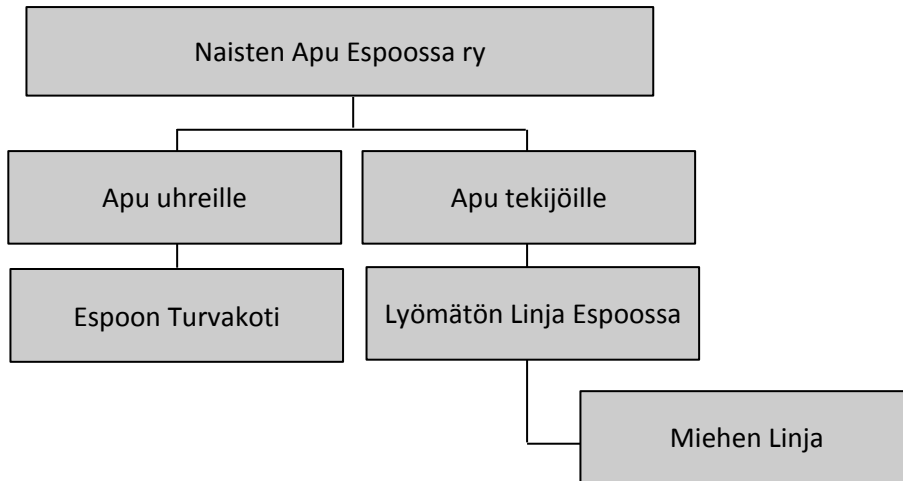 Naisten Apu Espoossa ry
Apu uhreille
Apu tekijöille
Espoon Turvakoti
Lyömätön Linja Espoossa
Miehen Linja